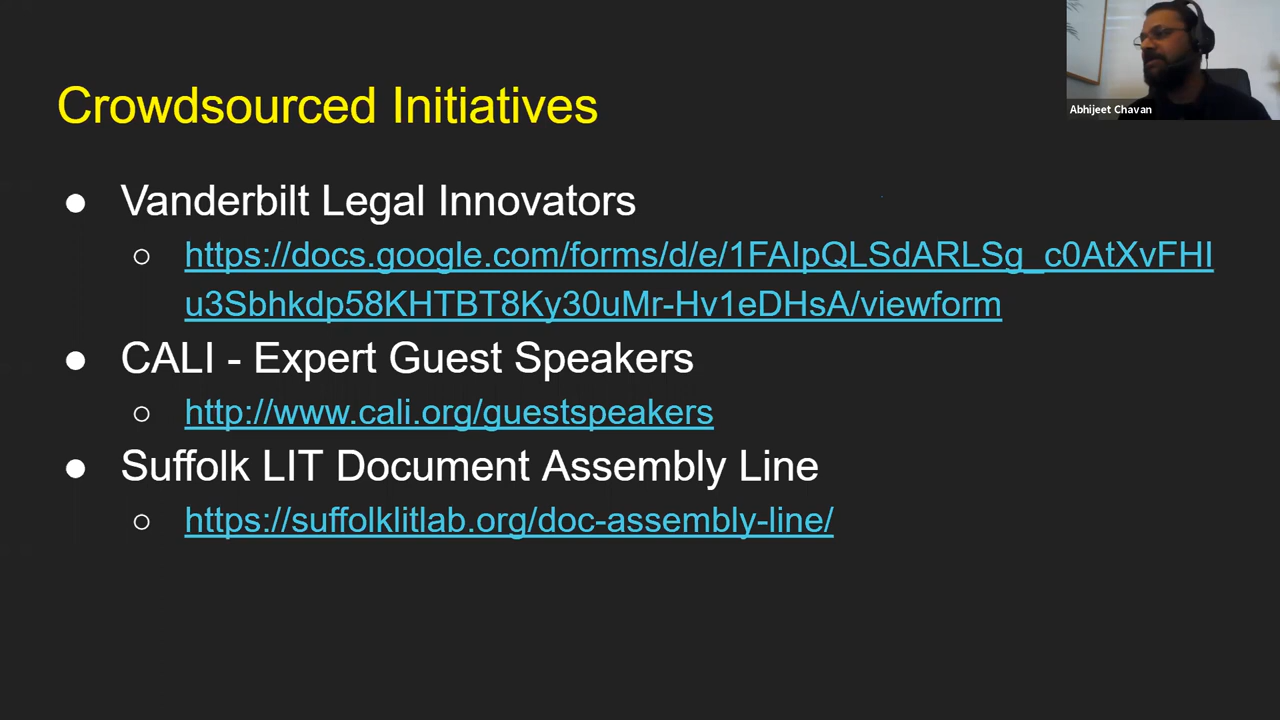 Abhijeet Chavan
Crowdsourced Initiatives
● Vanderbilt Legal Innovators
○ https://docs.google.com/forms/d/e/1FAIpQLSdARLSg_c0AtXvFHI
u3Sbhkdp58KHTBT8Ky30uMr-Hv1eDHsA/viewform
● CALI - Expert Guest Speakers
○ http://www.cali.org/guestspeakers
● Suffolk LIT Document Assembly Line
○ https://suffolklitlab.org/doc-assembly-line/